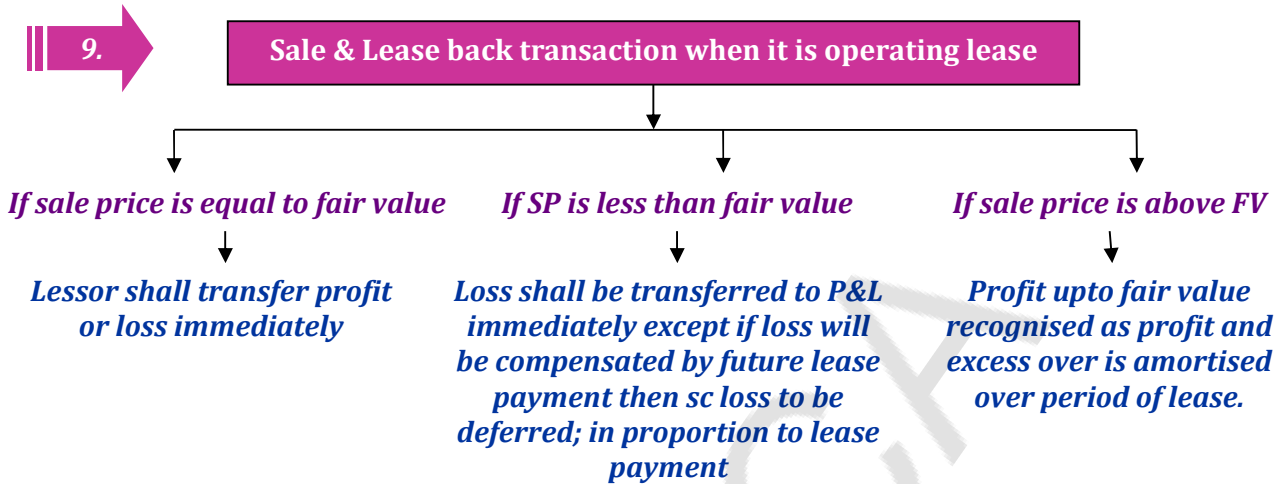 9.
Sale & Lease back transaction when it is operating lease
If sale price is equal to fair value
Lessor shall transfer profit
or loss immediately
If SP is less than fair value
Loss shall be transferred to P&L
immediately except if loss will
be compensated by future lease
payment then sc loss to be
deferred; in proportion to lease
payment
If sale price is above FV
Profit upto fair value
recognised as profit and
excess over is amortised
over period of lease.
CA